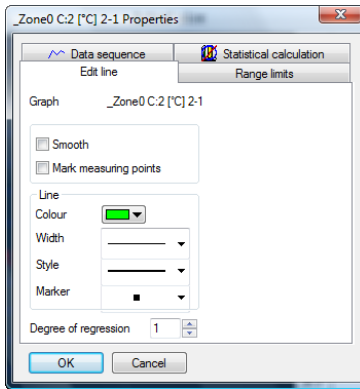 _Zone0 C:2 [°C] 2-1 Properties
Data sequence
Statistical calculation
Edit line
Range limits
Graph _Zone0 C:2 [°C] 2-1
Smooth
Mark measuring points
Line
Colour
Width
Style
Marker
Degree of regression 1
OK Cancel